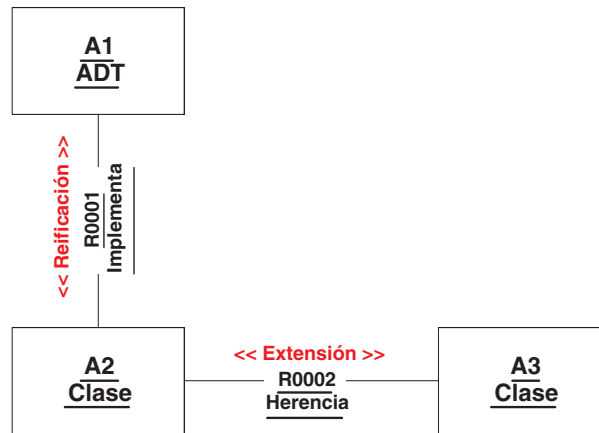 A1
ADT
<< Reificación >>
R0001
Implementa
A2
Clase
<< Extensión >>
R0002
Herencia
A3
Clase